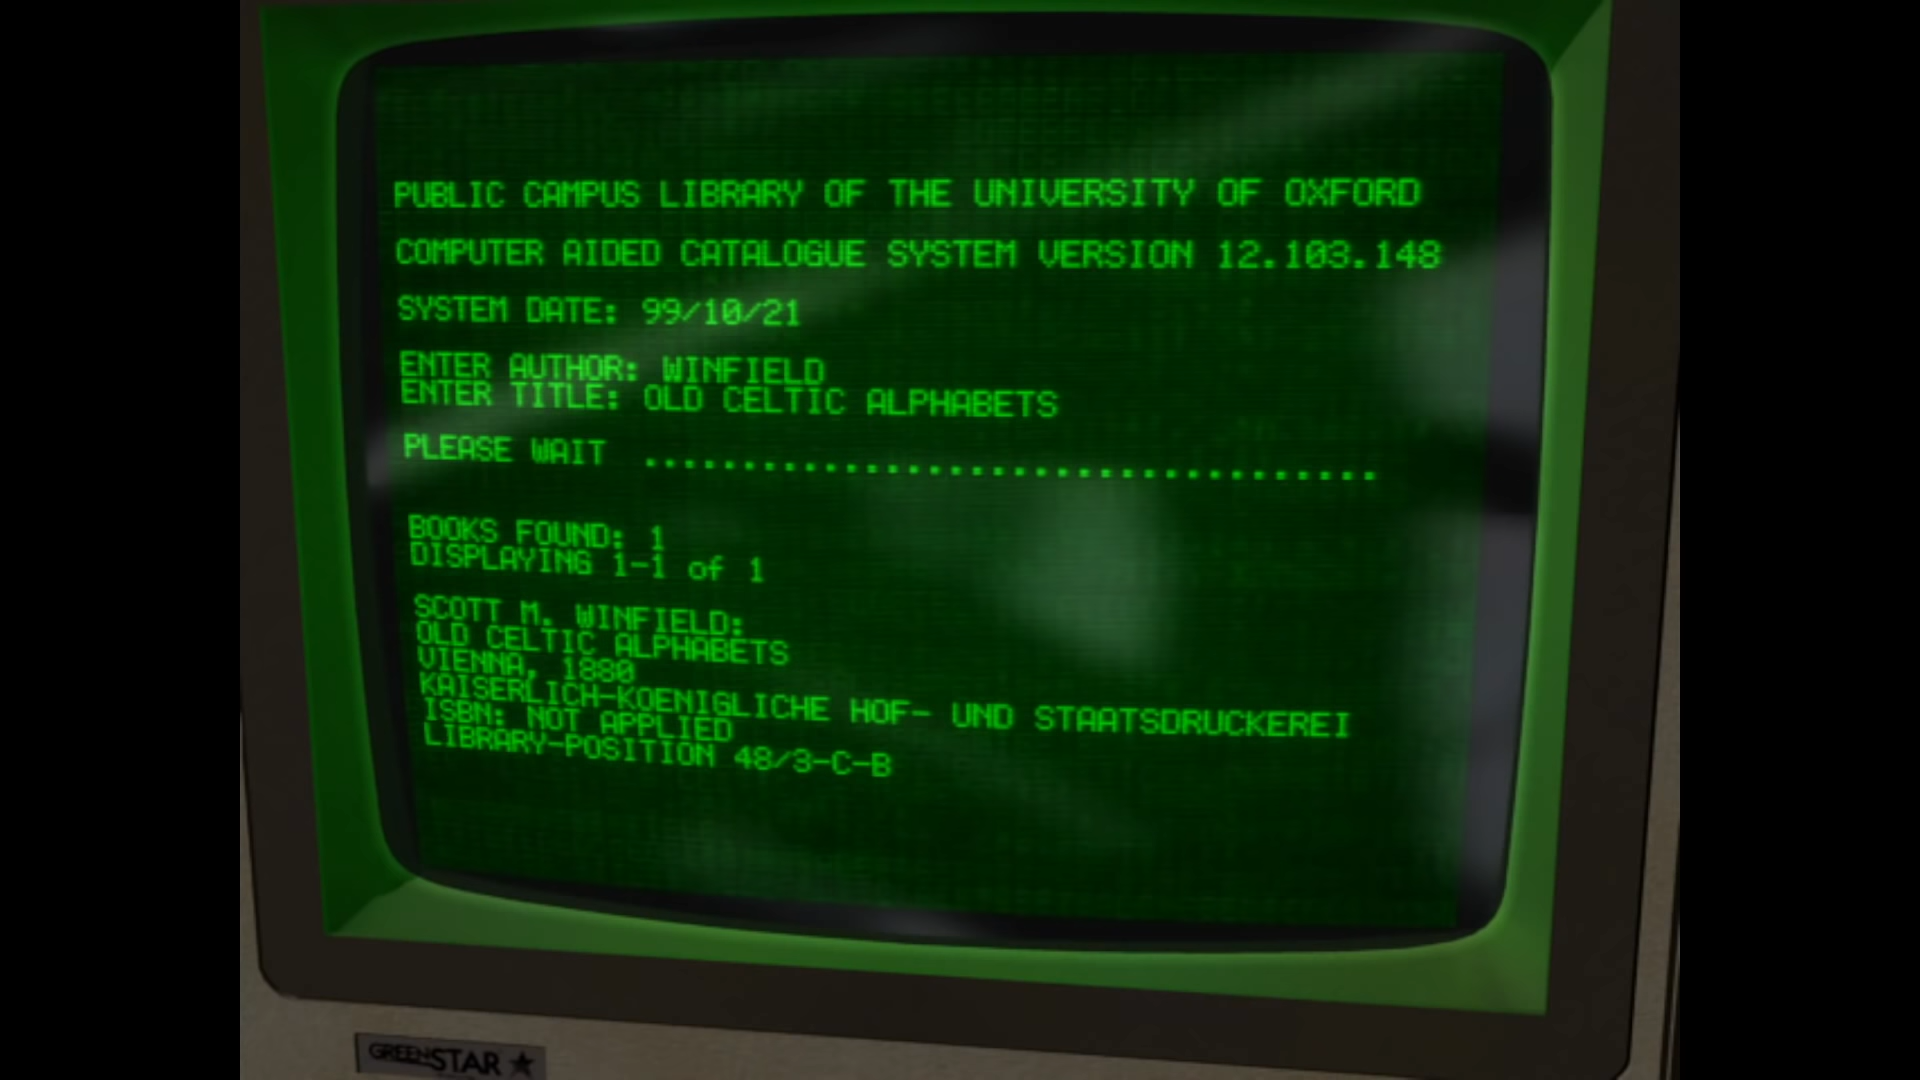 PUBLIC CAMPUS LIBRARY OF THE UNIVERSITY OF OXFORD
COMPUTER AIDED CATALOGUE SYSTEM VERSION 12.103.148
SYSTEM DATE: 99/10/21
ENTER AUTHOR: WINFIELD
ENTER TITLE: OLD CELTIC ALPHABETS
PLEASE WAIT ...................................
BOOKS FOUND: 1
DISPLAYING 1-1 of 1
SCOTT M. WINFIELD:
OLD CELTIC ALPHABETS
VIENNA, 1880
KAISERLICH-KOENIGLICHE HOF- UND STAATSDRUCKEREI
ISBN: NOT APPLIED
LIBRARY-POSITION 48/3-C-B
GREENSTAR